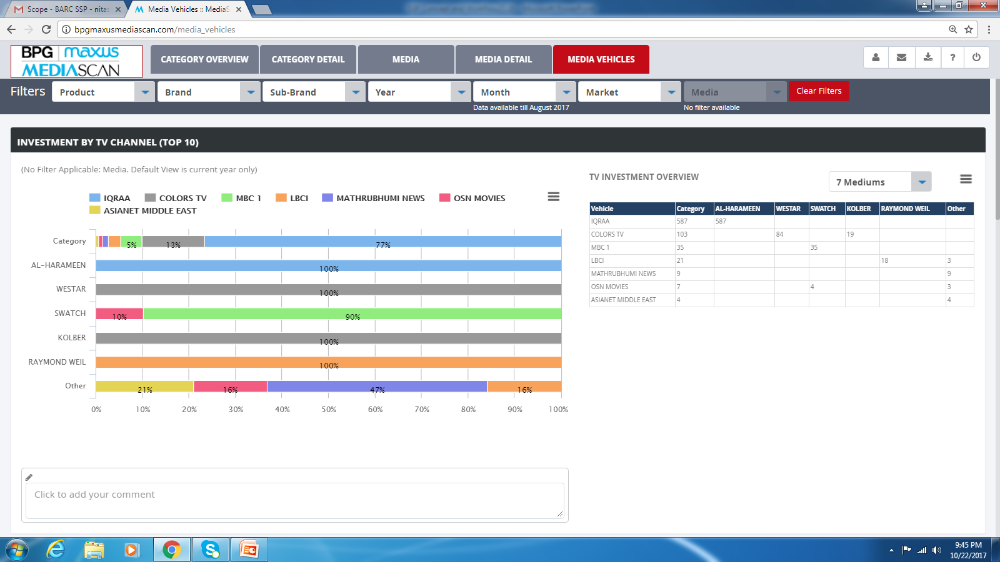 Scope - BARC SSP - nitas
Media Vehicles :: MediaS
bpgmaxusmediascan.com/media_vehicles
BPG | maxus
MEDIASCAN
CATEGORY OVERVIEW
CATEGORY DETAIL
MEDIA
MEDIA DETAIL
MEDIA VEHICLES
?
Filters
Product
Brand
Sub-Brand
Year
Month
Market
Media
Clear Filters
Data available till August 2017
No filter available
INVESTMENT BY TV CHANNEL (TOP 10)
(No Filter Applicable: Media. Default View is current year only)
IQRAA COLORS TV MBC 1 LBCI MATHRUBHUMI NEWS OSN MOVIES
ASIANET MIDDLE EAST
Category 5% 13% 77%
AL-HARAMEEN 100%
WESTAR 100%
SWATCH 10% 90%
KOLBER 100%
RAYMOND WEIL 100%
Other 21% 16% 47% 16%
0% 10% 20% 30% 40% 50% 60% 70% 80% 90% 100%
TV INVESTMENT OVERVIEW
7 Mediums
Vehicle Category AL-HARAMEEN WESTAR SWATCH KOLBER RAYMOND WEIL Other
IQRAA 587 587
COLORS TV 103 84 19
MBC 1 35 35
LBCI 21 18 3
MATHRUBHUMI NEWS 9 9
OSN MOVIES 7 4 3
ASIANET MIDDLE EAST 4 4
Click to add your comment
9:45 PM
10/22/2017